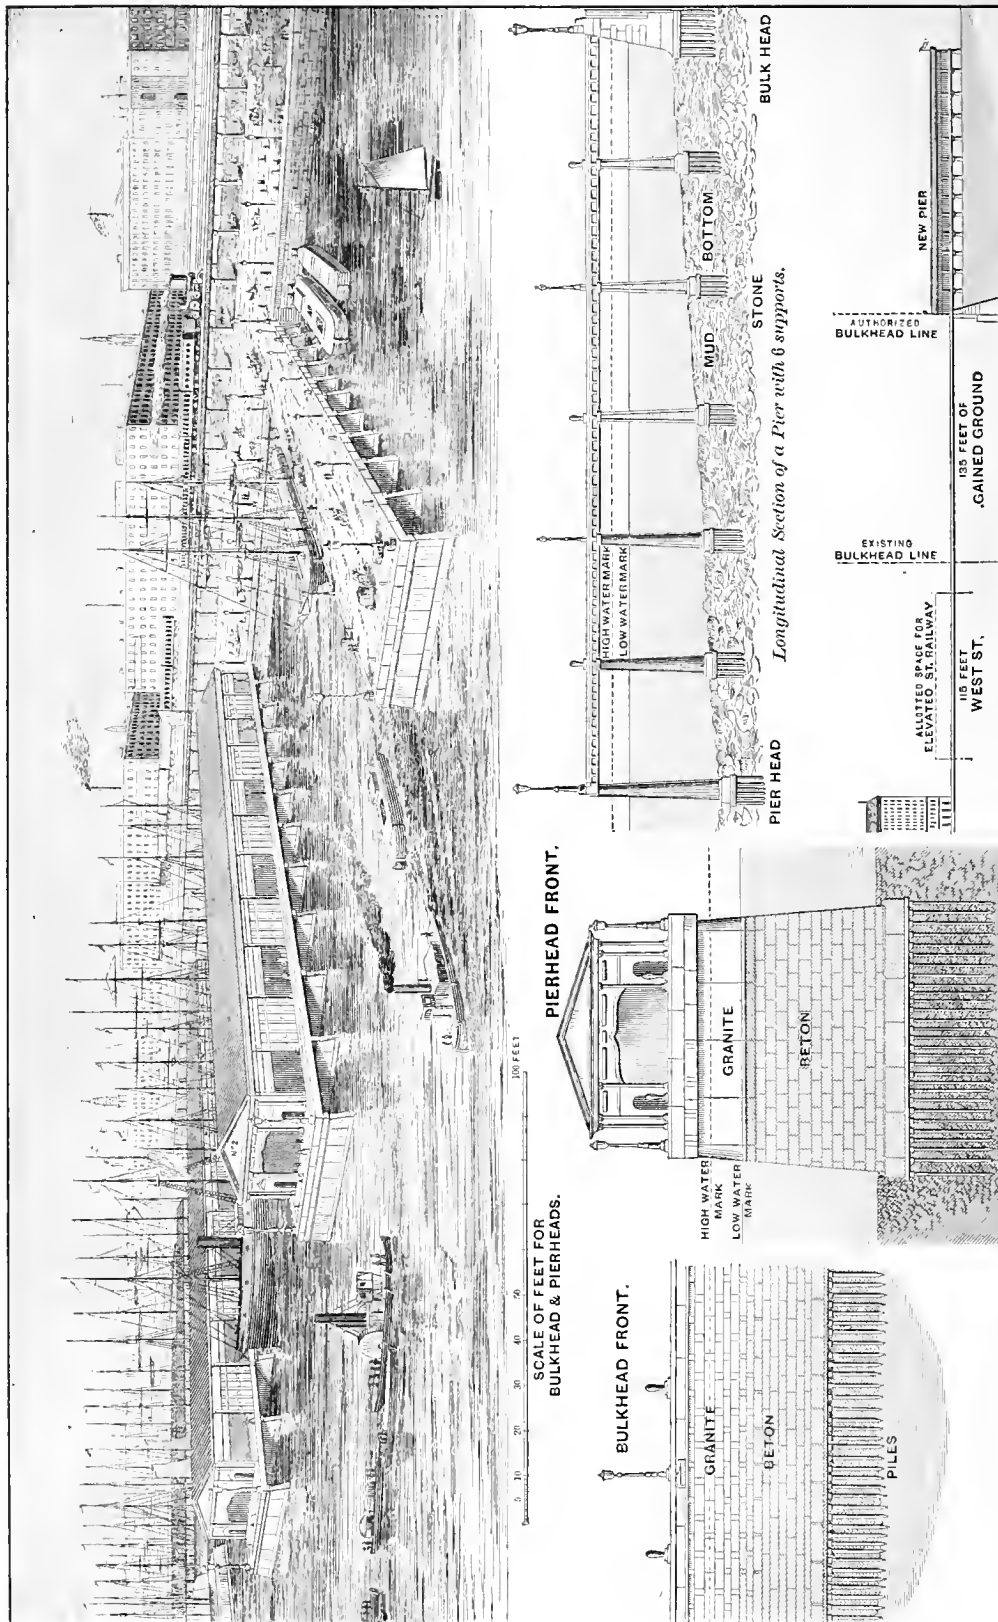 Nº 2
SCALE OF FEET FOR
BULKHEAD & PIERHEADS.
5 10 20 30 40 50 100 FEET
BULKHEAD FRONT.
GRANITE
BETON
PILES
PIERHEAD FRONT.
HIGH WATER
MARK
LOW WATER
MARK
GRANITE
BETON
HIGH WATER MARK
LOW WATER MARK
PIER HEAD
MUD BOTTOM
STONE
BULK HEAD
Longitudinal Section of a Pier with 6 supports.
ALLOTTED SPACE FOR
ELEVATED ST. RAILWAY
115 FEET
WEST ST.
EXISTING
BULKHEAD LINE
135 FEET OF
GAINED GROUND
AUTHORIZED
BULKHEAD LINE
NEW PIER